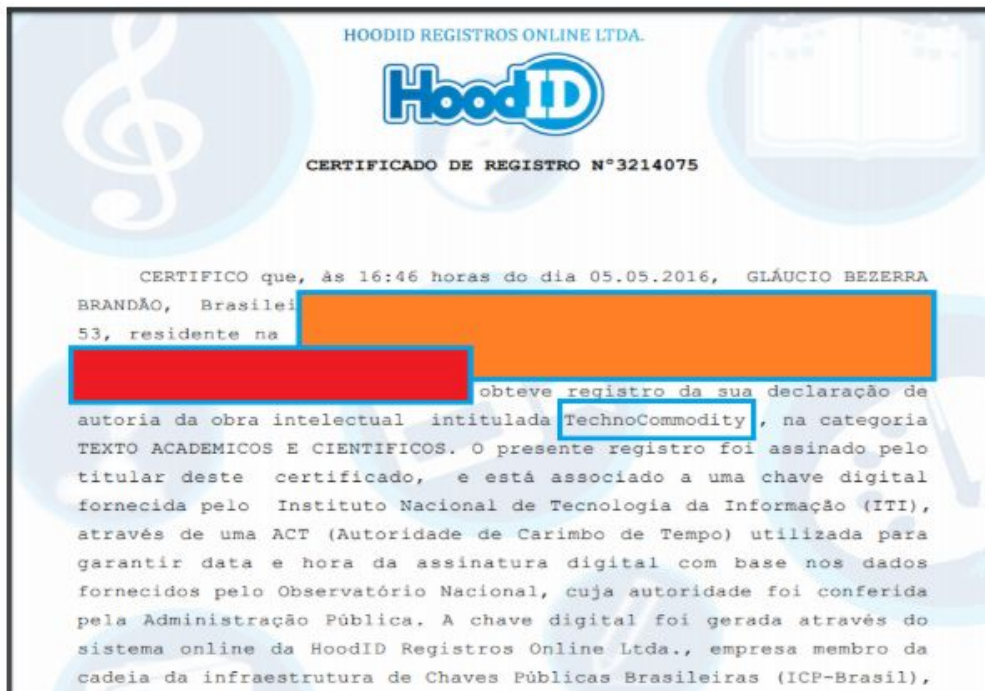 HOODID REGISTROS ONLINE LTDA.
HoodID
CERTIFICADO DE REGISTRO N°3214075
CERTIFICO que, às 16:46 horas do dia 05.05.2016, GLÁUCIO BEZERRA
BRANDÃO, Brasilei
53, residente na
obteve registro da sua declaração de
autoria da obra intelectual intitulada TechnoCommodity , na categoria
TEXTO ACADEMICOS E CIENTIFICOS. O presente registro foi assinado pelo
titular deste certificado, e está associado a uma chave digital
fornecida pelo Instituto Nacional de Tecnologia da Informação (ITI),
através de uma ACT (Autoridade de Carimbo de Tempo) utilizada para
garantir data e hora da assinatura digital com base nos dados
fornecidos pelo Observatório Nacional, cuja autoridade foi conferida
pela Administração Pública. A chave digital foi gerada através do
sistema online da HoodID Registros Online Ltda., empresa membro da
cadeia da infraestrutura de Chaves Públicas Brasileiras (ICP-Brasil),